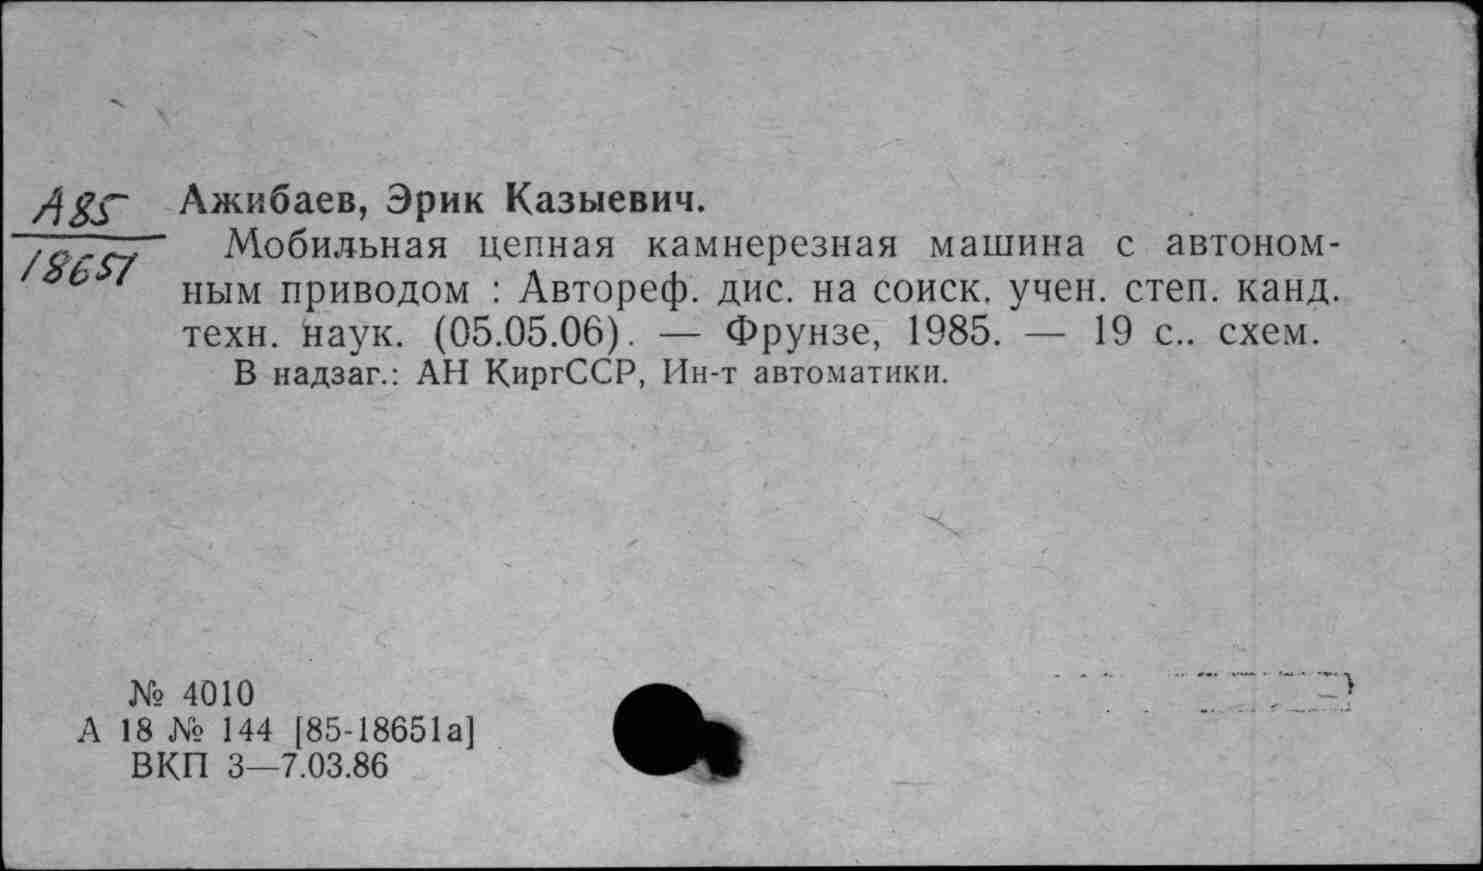 А85
18651
Ажибаев, Эрик Казыевич.
Мобильная цепная камнерезная машина с автоном-
ным приводом : Автореф. дис. на соиск. учен. степ. канд.
техн. наук. (05.05.06). — Фрунзе, 1985. — 19 с.. схем.
В надзаг.: АН КиргССР, Ин-т автоматики.
№ 4010
А 18 № 144 [85-18651а]
ВКП 3—7.03.86